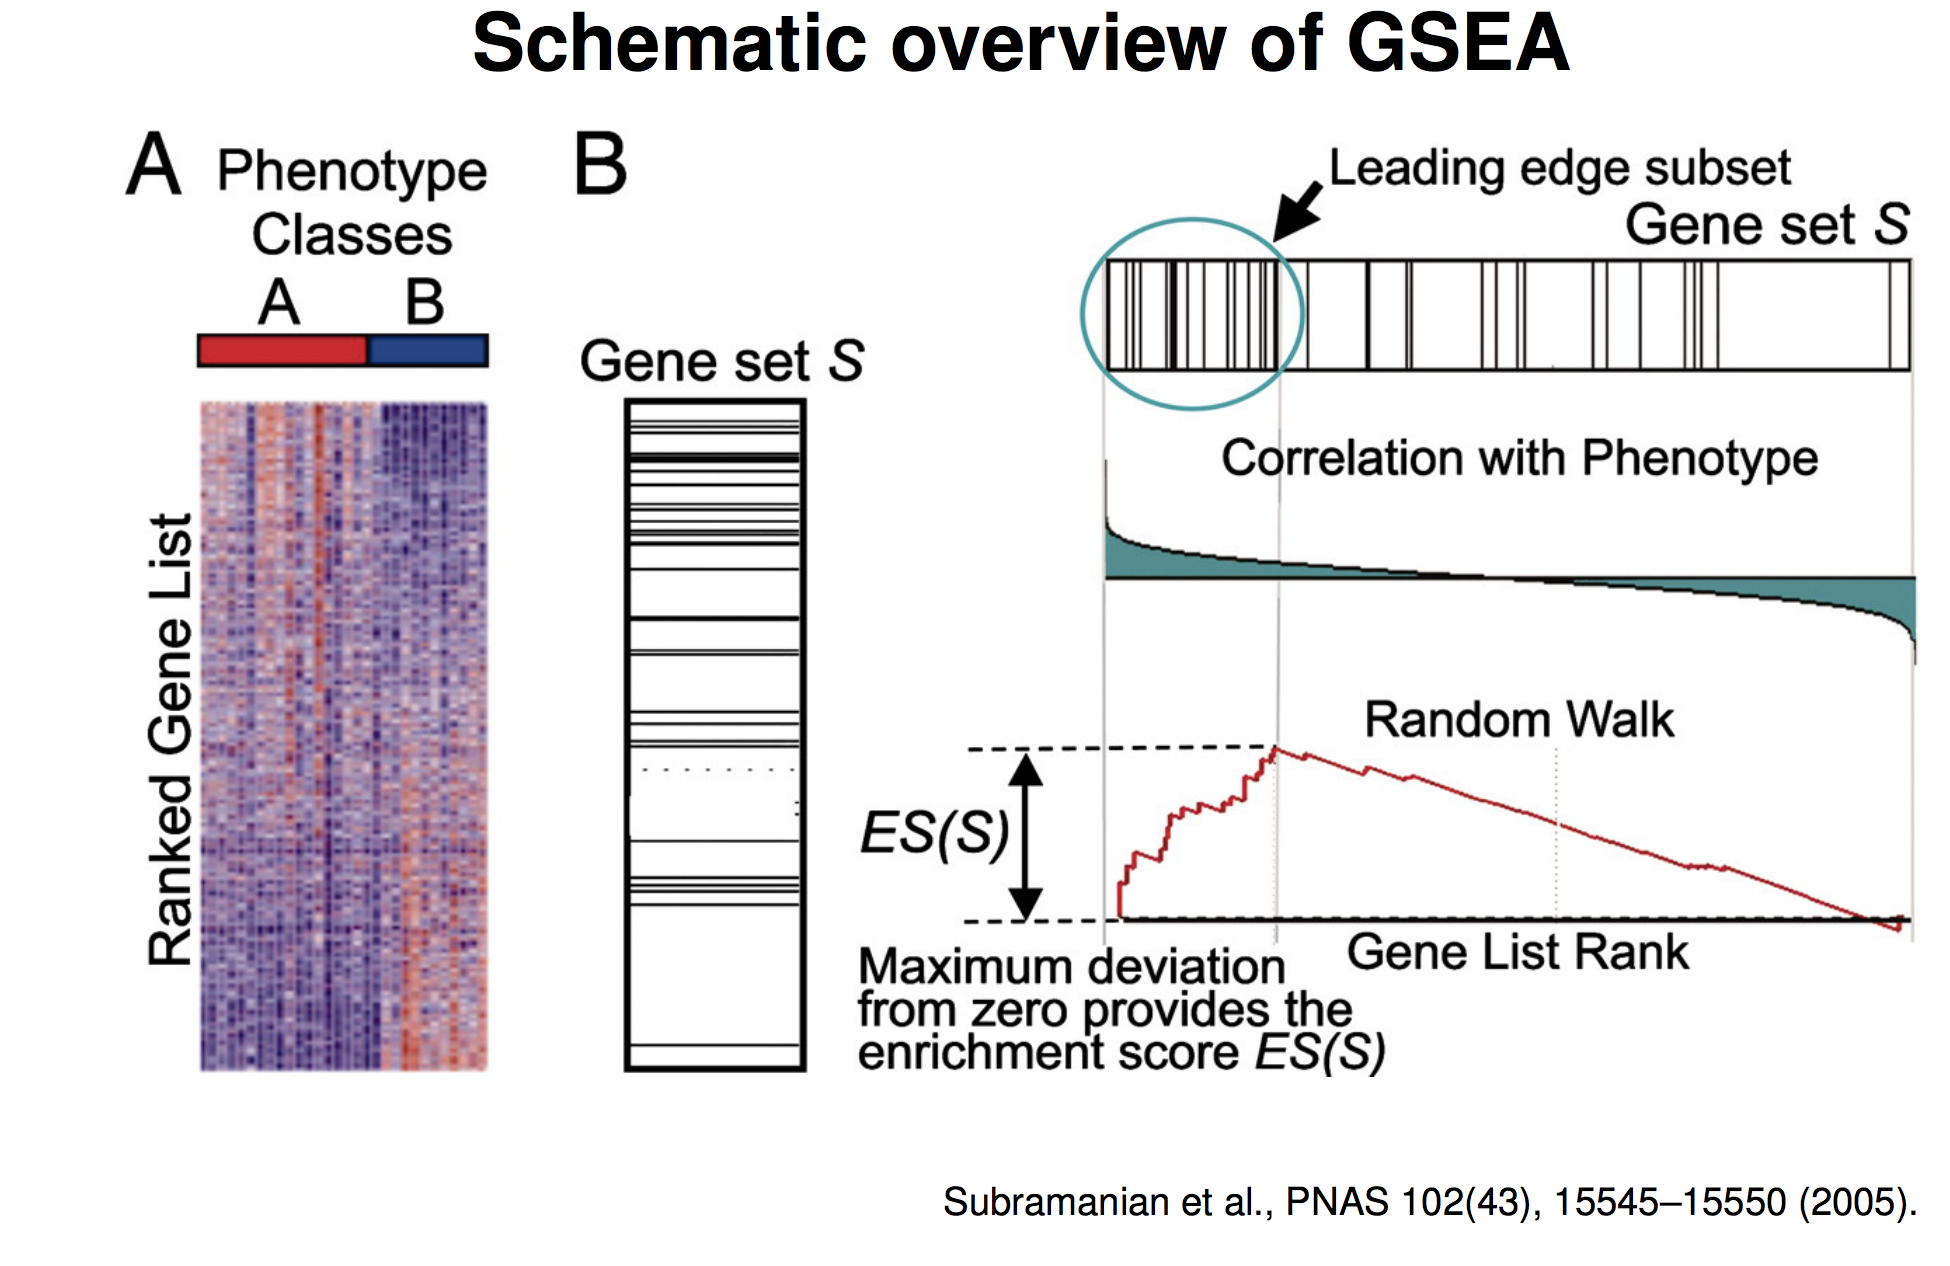 Schematic overview of GSEA
A
Phenotype
Classes
A B
Ranked Gene List
B
Gene set S
Leading edge subset
Gene set S
Correlation with Phenotype
Random Walk
ES(S)
Gene List Rank
Maximum deviation
from zero provides the
enrichment score ES(S)
Subramanian et al., PNAS 102(43), 15545–15550 (2005).